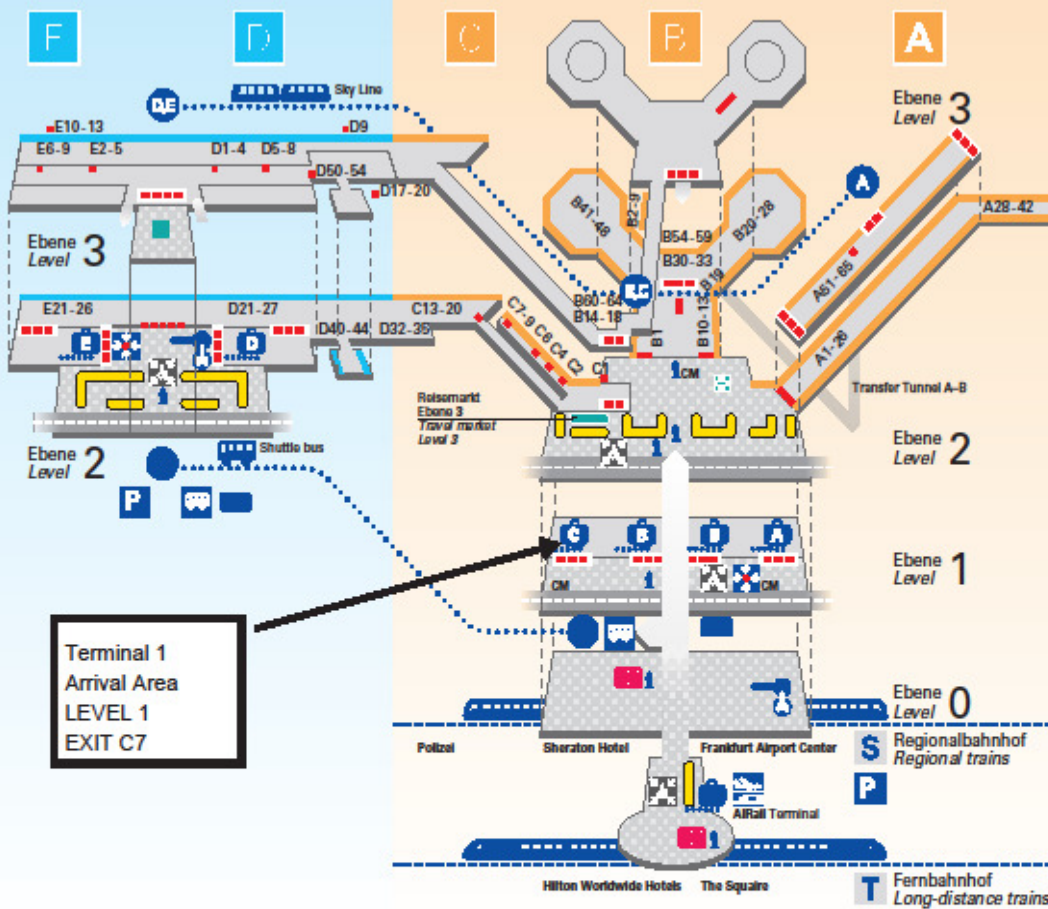 F
D
C
B
A
Sky Line
D,E
Ebene
Level 3
E10-13
D9
E6-9
E2-5
D1-4
D5-8
D50-54
D17-20
A
B41-48
B2-9
B20-28
A28-42
B54-59
B30-33
B19
Ebene
Level 3
A51-65
B60-64
B14-18
E21-26
D21-27
C13-20
C7-9
C6
C4
C2
C1
B1
B10-13
A1-26
D40-44
D32-35
E
D
CM
Transfer Tunnel A-B
Reisemarkt
Ebene 3
Travel market
Level 3
Ebene
Level 2
Shuttle bus
Ebene
Level 2
P
C
B
A
Ebene
Level 1
CM
CM
Terminal 1
Arrival Area
LEVEL 1
EXIT C7
Ebene
Level 0
Polizei
Sheraton Hotel
Frankfurt Airport Center
S
Regionalbahnhof
Regional trains
P
AIRail Terminal
Hilton Worldwide Hotels
The Squaire
T
Fernbahnhof
Long-distance trains